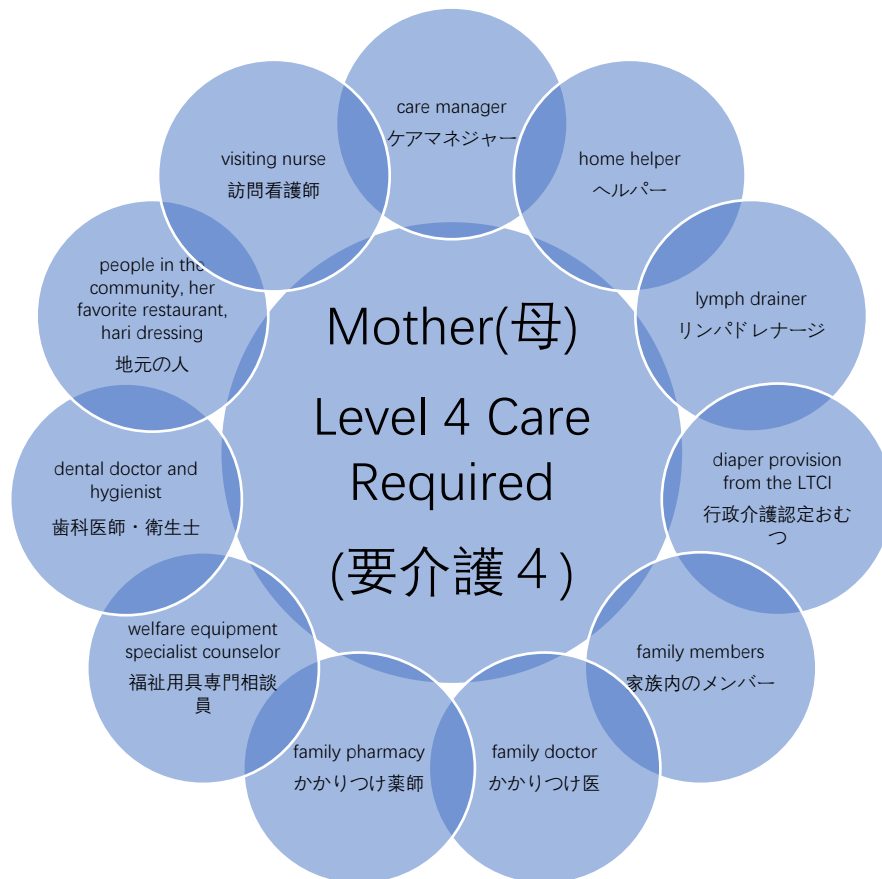 care manager
ケアマネジャー
home helper
ヘルパー
lymph drainer
リンパドレナージ
diaper provision
from the LTCI
行政介護認定おむ
つ
family members
家族内のメンバー
family doctor
かかりつけ医
family pharmacy
かかりつけ薬師
welfare equipment
specialist counselor
福祉用具専門相談
員
dental doctor and
hygienist
歯科医師・衛生士
people in the
community, her
favorite restaurant,
hari dressing
地元の人
visiting nurse
訪問看護師
Mother(母)
Level 4 Care
Required
(要介護４)